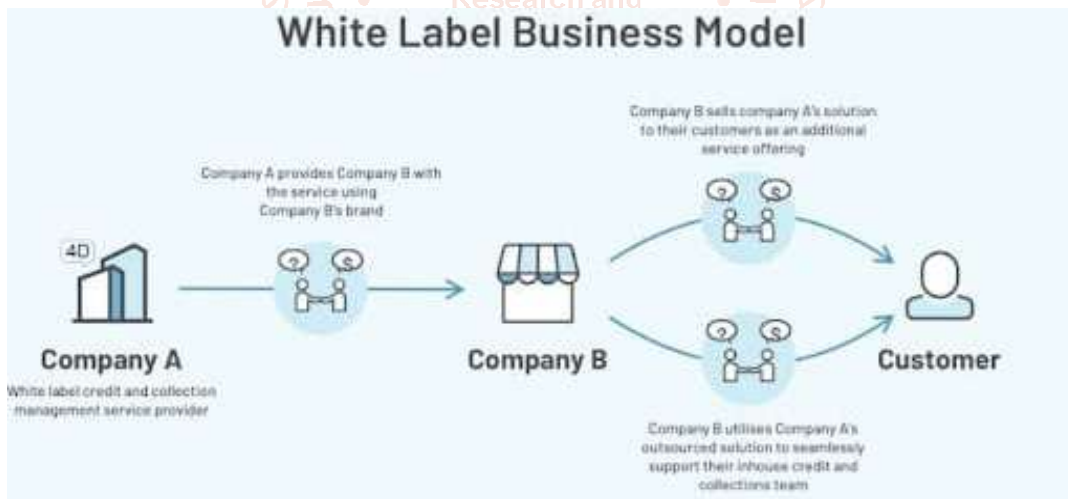 Research and
White Label Business Model
Company B sells company A's solution
to their customers as an additional
service offering
Company A provides Company B with
the service using
Company B's brand
? $
4D
? $
Company A
Company B
Customer
White label credit and collection
management service provider
? $
Company B utilises Company A's
outsourced solution to seamlessly
support their inhouse credit and
collections team